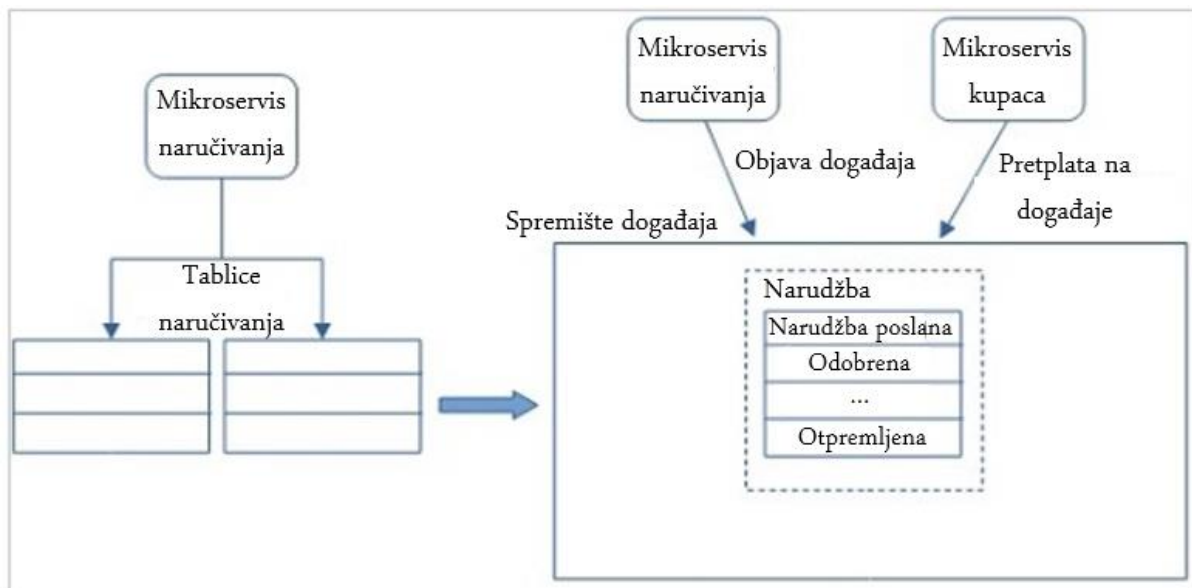 Mikroservis
naručivanja
Tablice
naručivanja
Mikroservis
naručivanja
Mikroservis
kupaca
Objava događaja
Pretplata na
događaje
Spremište događaja
Narudžba
Narudžba poslana
Odobrena
...
Otpremljena